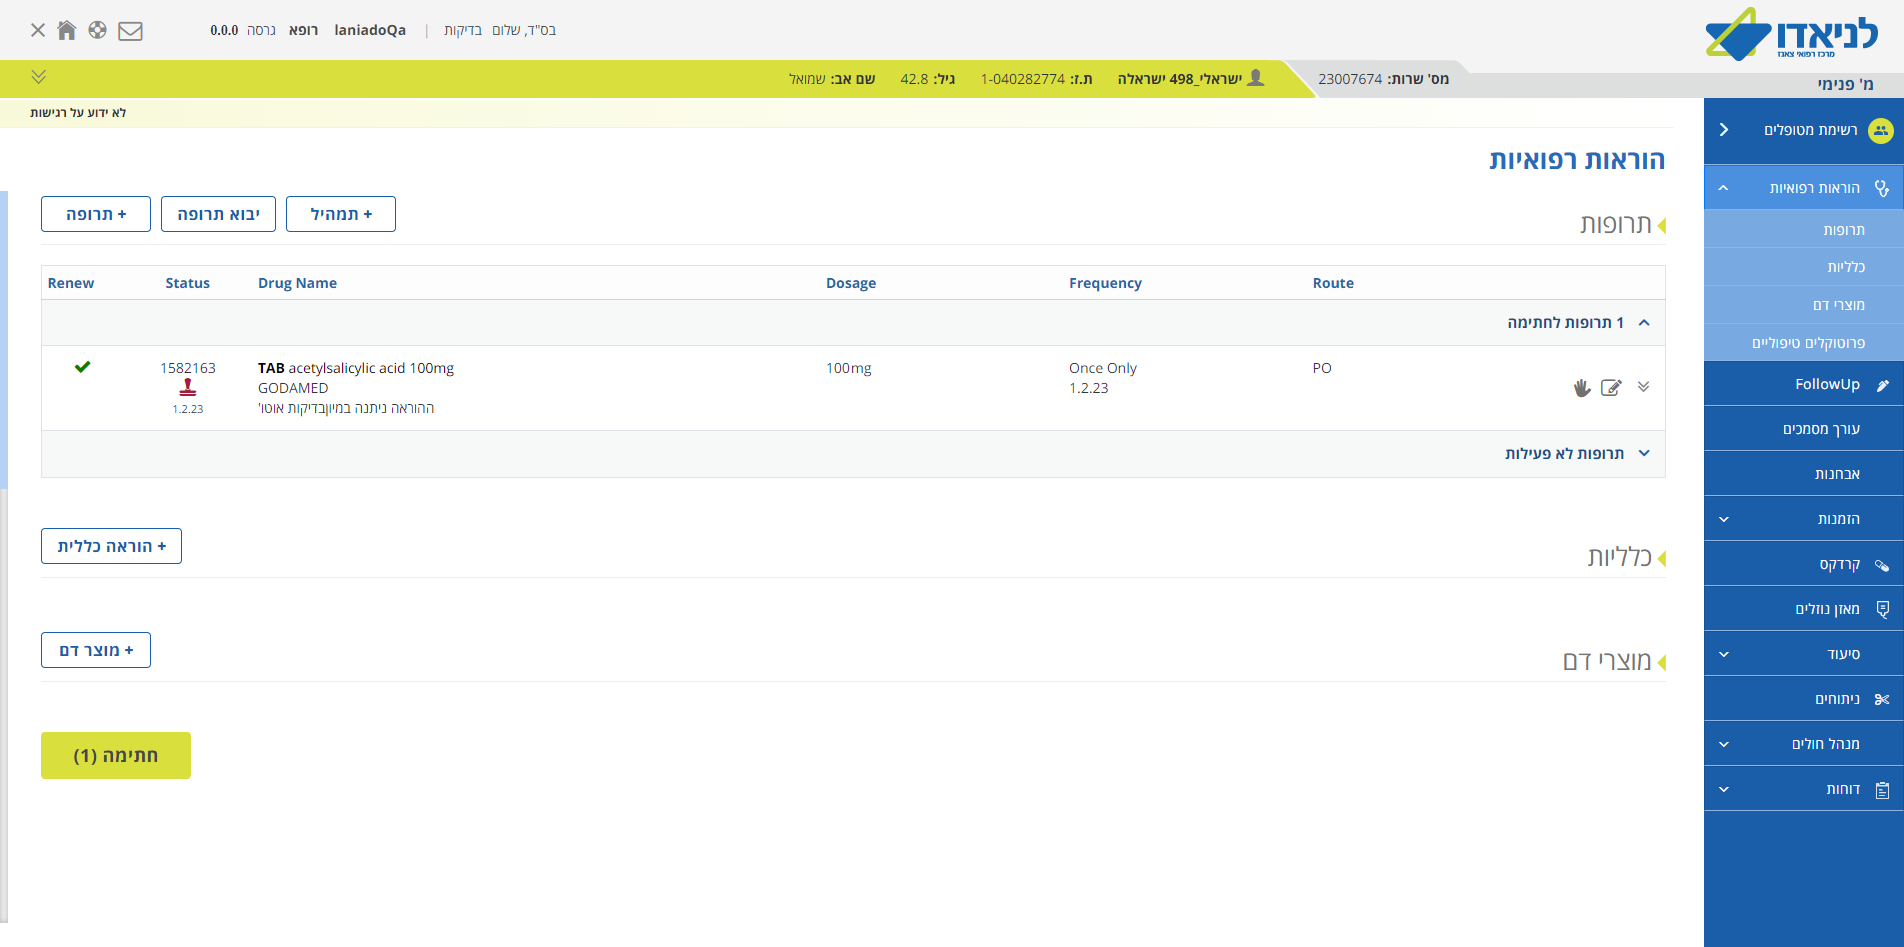 לניאדו
מרכז רפואי צאנז
בס"ד, שלום בדיקות | laniadoQa רופא גרסה 0.0.0
מ' פנימי
מס' שרות: 23007674
ישראלי_498 ישראלה ת.ז: 1-040282774 גיל: 42.8 שם אב: שמואל
לא ידוע על רגישות
רשימת מטופלים
הוראות רפואיות
תרופות
כלליות
מוצרי דם
פרוטוקלים טיפוליים
FollowUp
עורך מסמכים
אבחנות
הזמנות
קרדקס
מאזן נוזלים
סיעוד
ניתוחים
מנהל חולים
דוחות
הוראות רפואיות
תרופות
+ תמהיל
יבוא תרופה
+ תרופה
Renew Status Drug Name Dosage Frequency Route
1 תרופות לחתימה
1582163 TAB acetylsalicylic acid 100mg 100mg Once Only PO
GODAMED 1.2.23
1.2.23 ההוראה ניתנה במיוןבדיקות אוטו'
תרופות לא פעילות
כלליות
+ הוראה כללית
מוצרי דם
+ מוצר דם
חתימה (1)